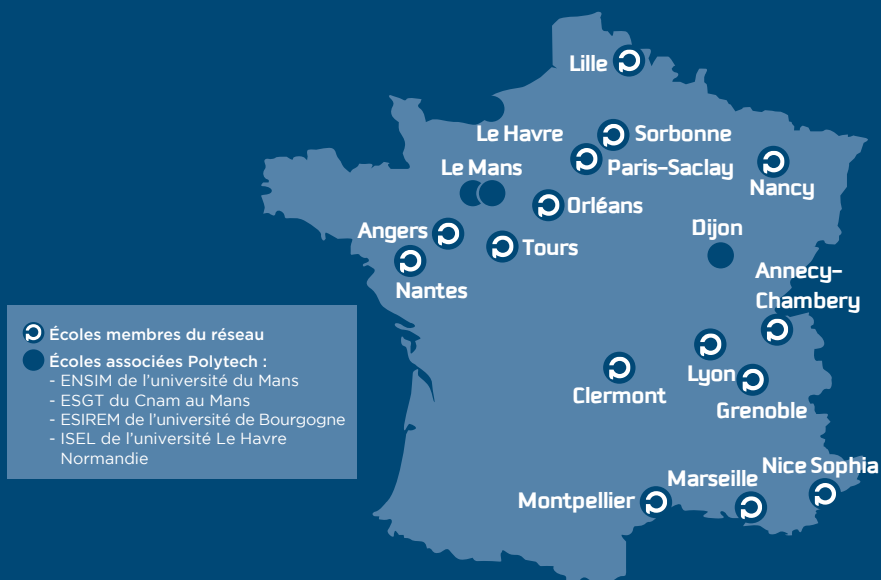 Lille
Le Havre
Sorbonne
Paris-Saclay
Le Mans
Nancy
Orléans
Angers
Tours
Dijon
Nantes
Annecy-
Chambery
Lyon
Clermont
Grenoble
Nice Sophia
Marseille
Montpellier
Écoles membres du réseau
Écoles associées Polytech :
- ENSIM de l'université du Mans
- ESGT du Cnam au Mans
- ESIREM de l'université de Bourgogne
- ISEL de l'université Le Havre
Normandie